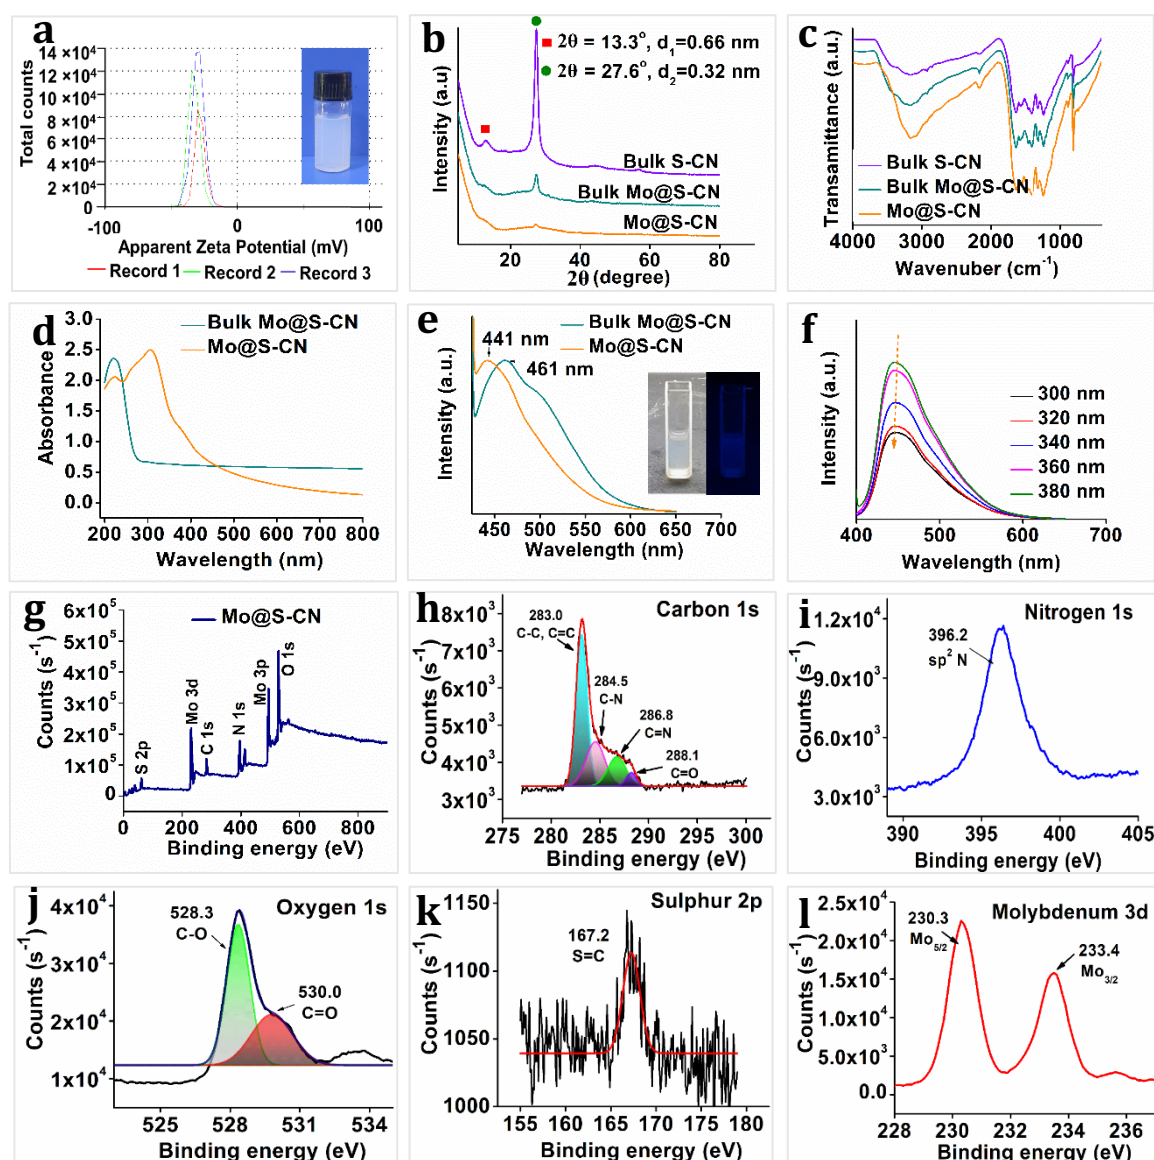 a
Total counts
14 ×10⁴
12 ×10⁴
10 ×10⁴
8 ×10⁴
6 ×10⁴
4 ×10⁴
2 ×10⁴
-100 0 100
Apparent Zeta Potential (mV)
Record 1 Record 2 Record 3
b
2θ = 13.3°, d₁=0.66 nm
2θ = 27.6°, d₂=0.32 nm
Intensity (a.u)
Bulk S-CN
Bulk Mo@S-CN
Mo@S-CN
20 40 60 80
2θ (degree)
c
Transamittance (a.u.)
Bulk S-CN
Bulk Mo@S-CN
Mo@S-CN
4000 3000 2000 1000
Wavenuber (cm⁻¹)
d
Absorbance
3.0
2.5
2.0
1.5
1.0
0.5
0.0
Bulk Mo@S-CN
Mo@S-CN
200 300 400 500 600 700 800
Wavelength (nm)
e
Intensity (a.u.)
Bulk Mo@S-CN
441 nm
Mo@S-CN
461 nm
450 500 550 600 650 700
Wavelength (nm)
f
Intensity (a.u.)
300 nm
320 nm
340 nm
360 nm
380 nm
400 500 600 700
Wavelength (nm)
g
Counts (s⁻¹)
6x10⁵
5x10⁵
4x10⁵
3x10⁵
2x10⁵
1x10⁵
0
Mo@S-CN
S 2p
Mo 3d
C 1s
N 1s
Mo 3p
O 1s
0 200 400 600 800
Binding energy (eV)
h
Carbon 1s
Counts (s⁻¹)
8x10³
7x10³
6x10³
5x10³
4x10³
3x10³
283.0
C-C, C=C
284.5
C-N
286.8
C=N
288.1
C=O
275 280 285 290 295 300
Binding energy (eV)
i
Nitrogen 1s
Counts (s⁻¹)
1.2x10⁴
9.0x10³
6.0x10³
3.0x10³
396.2
sp² N
390 395 400 405
Binding energy (eV)
j
Oxygen 1s
Counts (s⁻¹)
4x10⁴
3x10⁴
2x10⁴
1x10⁴
528.3
C-O
530.0
C=O
525 528 531 534
Binding energy (eV)
k
Sulphur 2p
Counts (s⁻¹)
1150
1100
1050
1000
167.2
S=C
155 160 165 170 175 180
Binding energy (eV)
l
Molybdenum 3d
Counts (s⁻¹)
2.5x10⁴
2.0x10⁴
1.5x10⁴
1.0x10⁴
5.0x10³
0.0
230.3
Mo₅/₂
233.4
Mo₃/₂
228 230 232 234 236
Binding energy (eV)